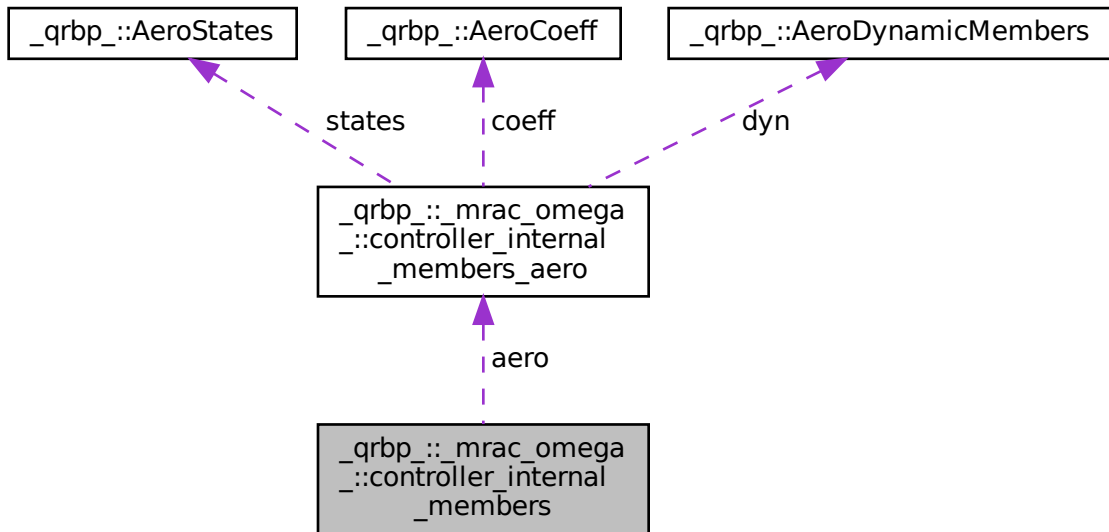 _qrbp_::AeroStates
_qrbp_::AeroCoeff
_qrbp_::AeroDynamicMembers
states
coeff
dyn
_qrbp_::_mrac_omega
_::controller_internal
_members_aero
aero
_qrbp_::_mrac_omega
_::controller_internal
_members